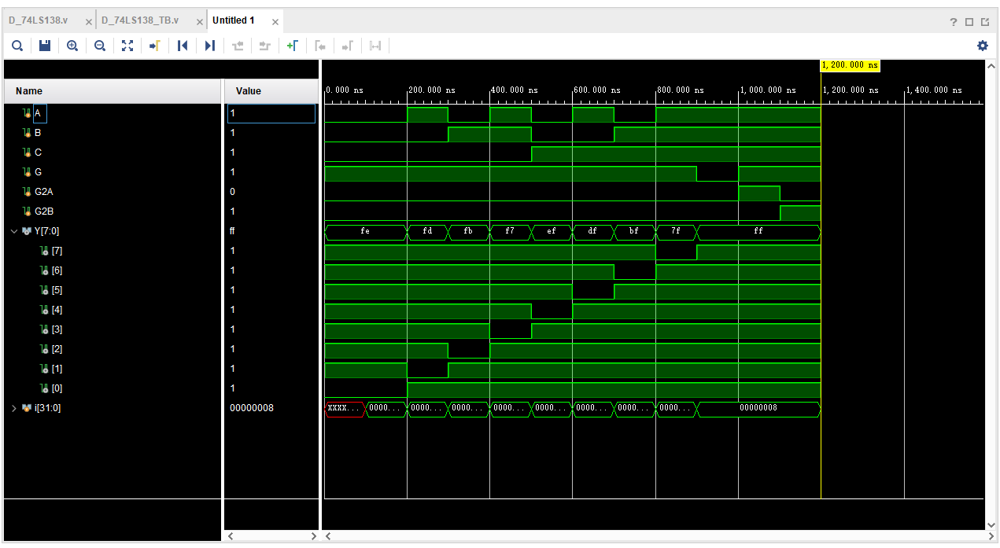 D_74LS138.v × D_74LS138_TB.v × Untitled 1 × ?
1,200.000 ns
Name Value
0.000 ns 200.000 ns 400.000 ns 600.000 ns 800.000 ns 1,000.000 ns 1,200.000 ns 1,400.000 ns
A 1
B 1
C 1
G 1
G2A 0
G2B 1
Y[7:0] ff fe fd fb f7 ef df bf 7f ff
[7] 1
[6] 1
[5] 1
[4] 1
[3] 1
[2] 1
[1] 1
[0] 1
i[31:0] 00000008 XXXX... 0000... 0000... 0000... 0000... 0000... 0000... 0000... 0000... 00000008